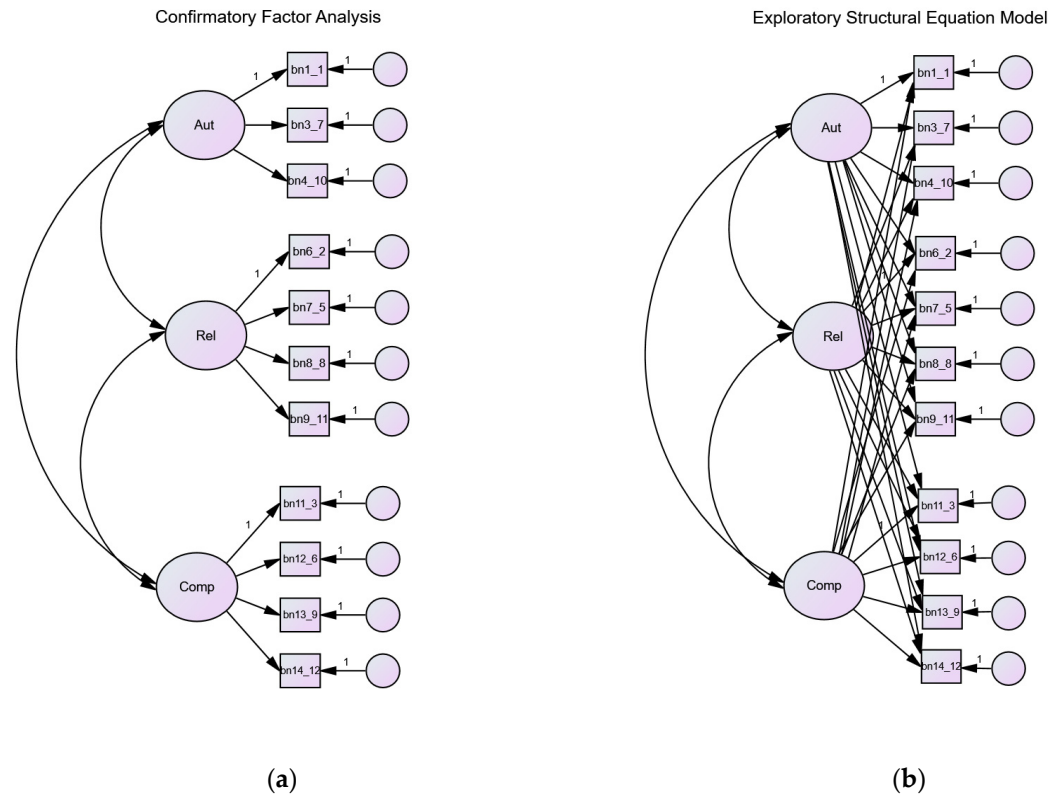 Confirmatory Factor Analysis
1
bn1_1
1
Aut
bn3_7
1
bn4_10
1
1
bn6_2
1
Rel
bn7_5
1
bn8_8
1
bn9_11
1
1
bn11_3
1
Comp
bn12_6
1
bn13_9
1
bn14_12
1
(a)
Exploratory Structural Equation Model
1
bn1_1
1
Aut
bn3_7
1
bn4_10
1
bn6_2
1
Rel
bn7_5
1
bn8_8
1
bn9_11
1
1
bn11_3
1
Comp
bn12_6
1
bn13_9
1
bn14_12
1
(b)